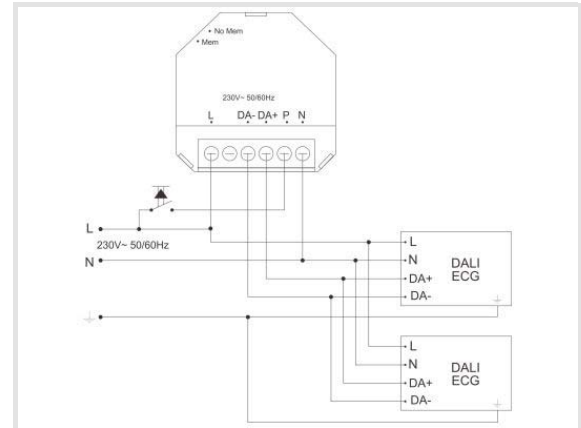 • No Mem
• Mem
230V~ 50/60Hz
L DA- DA+ P N
L
230V~ 50/60Hz
N
L
N
DA+
DA-
DALI
ECG
L
N
DA+
DA-
DALI
ECG